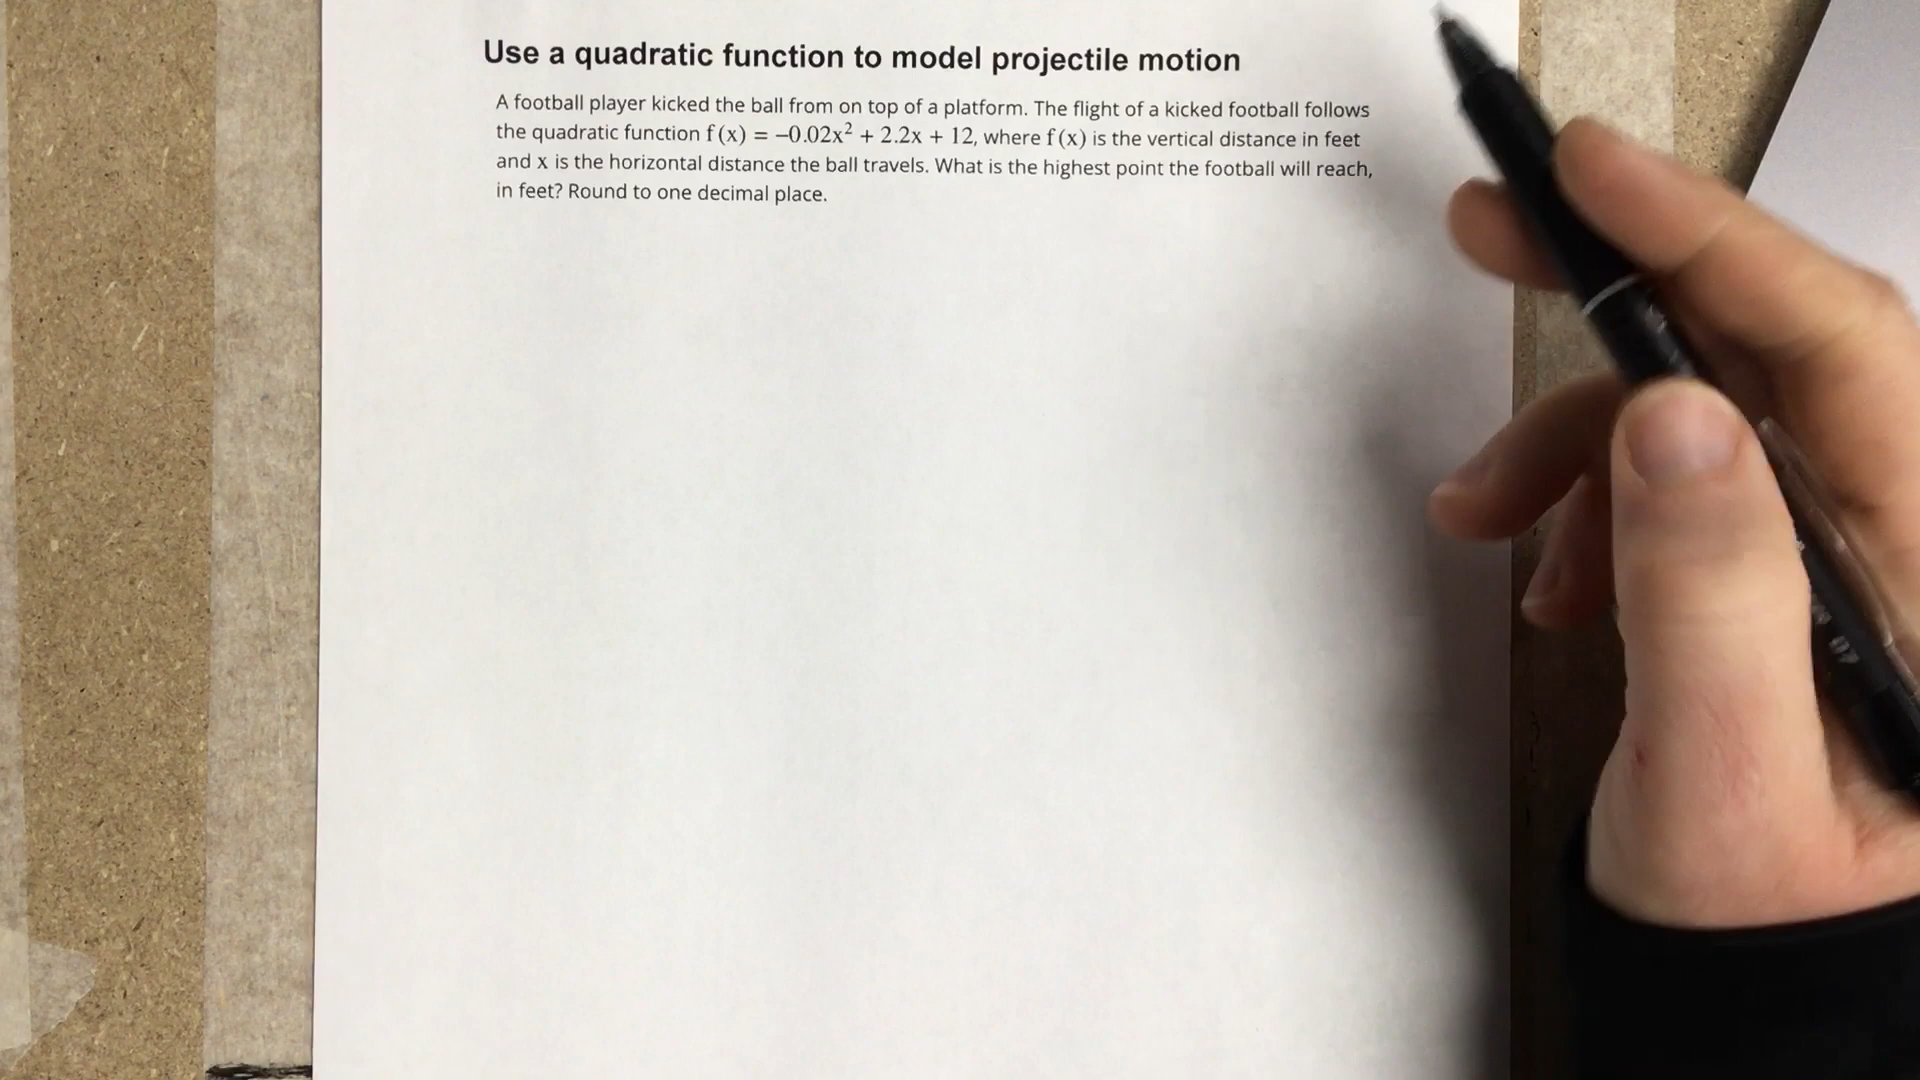 Use a quadratic function to model projectile motion
A football player kicked the ball from on top of a platform. The flight of a kicked football follows
the quadratic function f (x) = −0.02x² + 2.2x + 12, where f (x) is the vertical distance in feet
and x is the horizontal distance the ball travels. What is the highest point the football will reach,
in feet? Round to one decimal place.